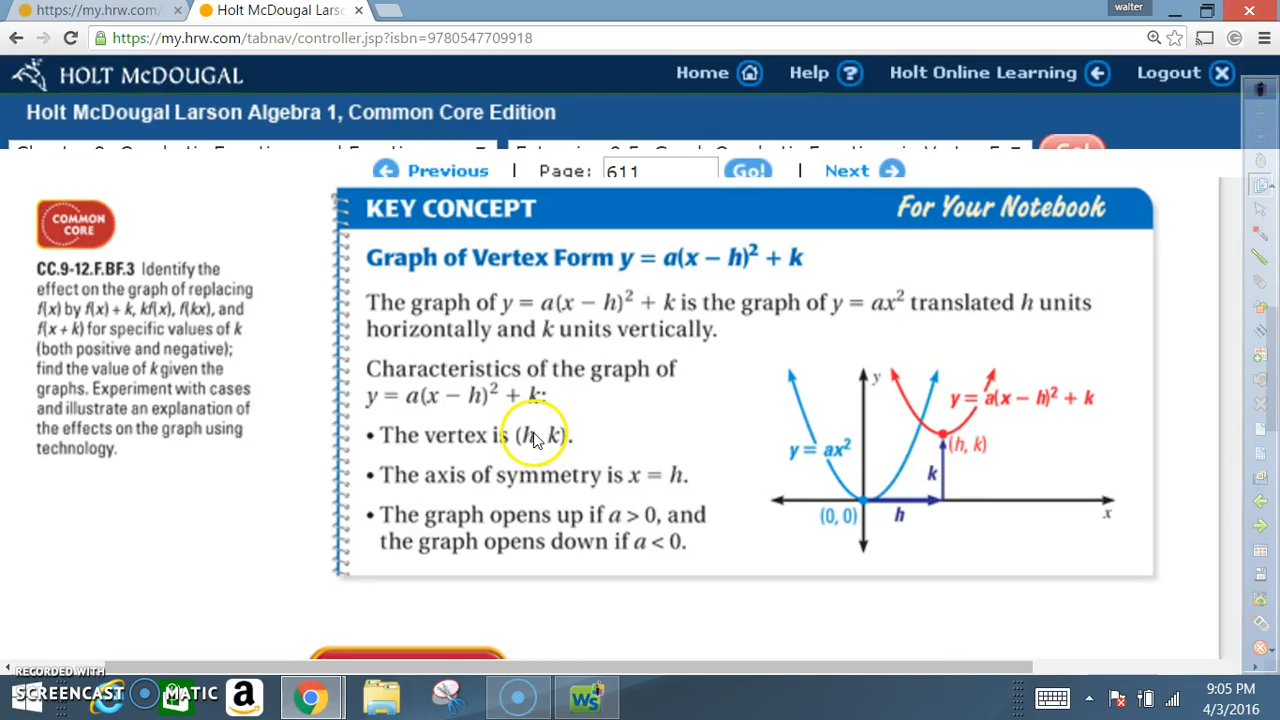 https://my.hrw.com/ ×
Holt McDougal Lars ×
walter
https://my.hrw.com/tabnav/controller.jsp?isbn=9780547709918
HOLT McDOUGAL
Home
Help ?
Holt Online Learning
Logout X
Holt McDougal Larson Algebra 1, Common Core Edition
Previous | Page: 611 Go! | Next
COMMON
CORE
CC.9-12.F.BF.3 Identify the
effect on the graph of replacing
f(x) by f(x) + k, kf(x), f(kx), and
f(x + k) for specific values of k
(both positive and negative);
find the value of k given the
graphs. Experiment with cases
and illustrate an explanation of
the effects on the graph using
technology.
KEY CONCEPT
For Your Notebook
Graph of Vertex Form y = a(x – h)² + k
The graph of y = a(x – h)² + k is the graph of y = ax² translated h units
horizontally and k units vertically.
Characteristics of the graph of
y = a(x – h)² + k:
• The vertex is (h, k).
• The axis of symmetry is x = h.
• The graph opens up if a > 0, and
the graph opens down if a < 0.
y
y = a(x – h)² + k
y = ax²
(h, k)
k
(0, 0)
h
x
RECORDED WITH
SCREENCAST MATIC
9:05 PM
4/3/2016